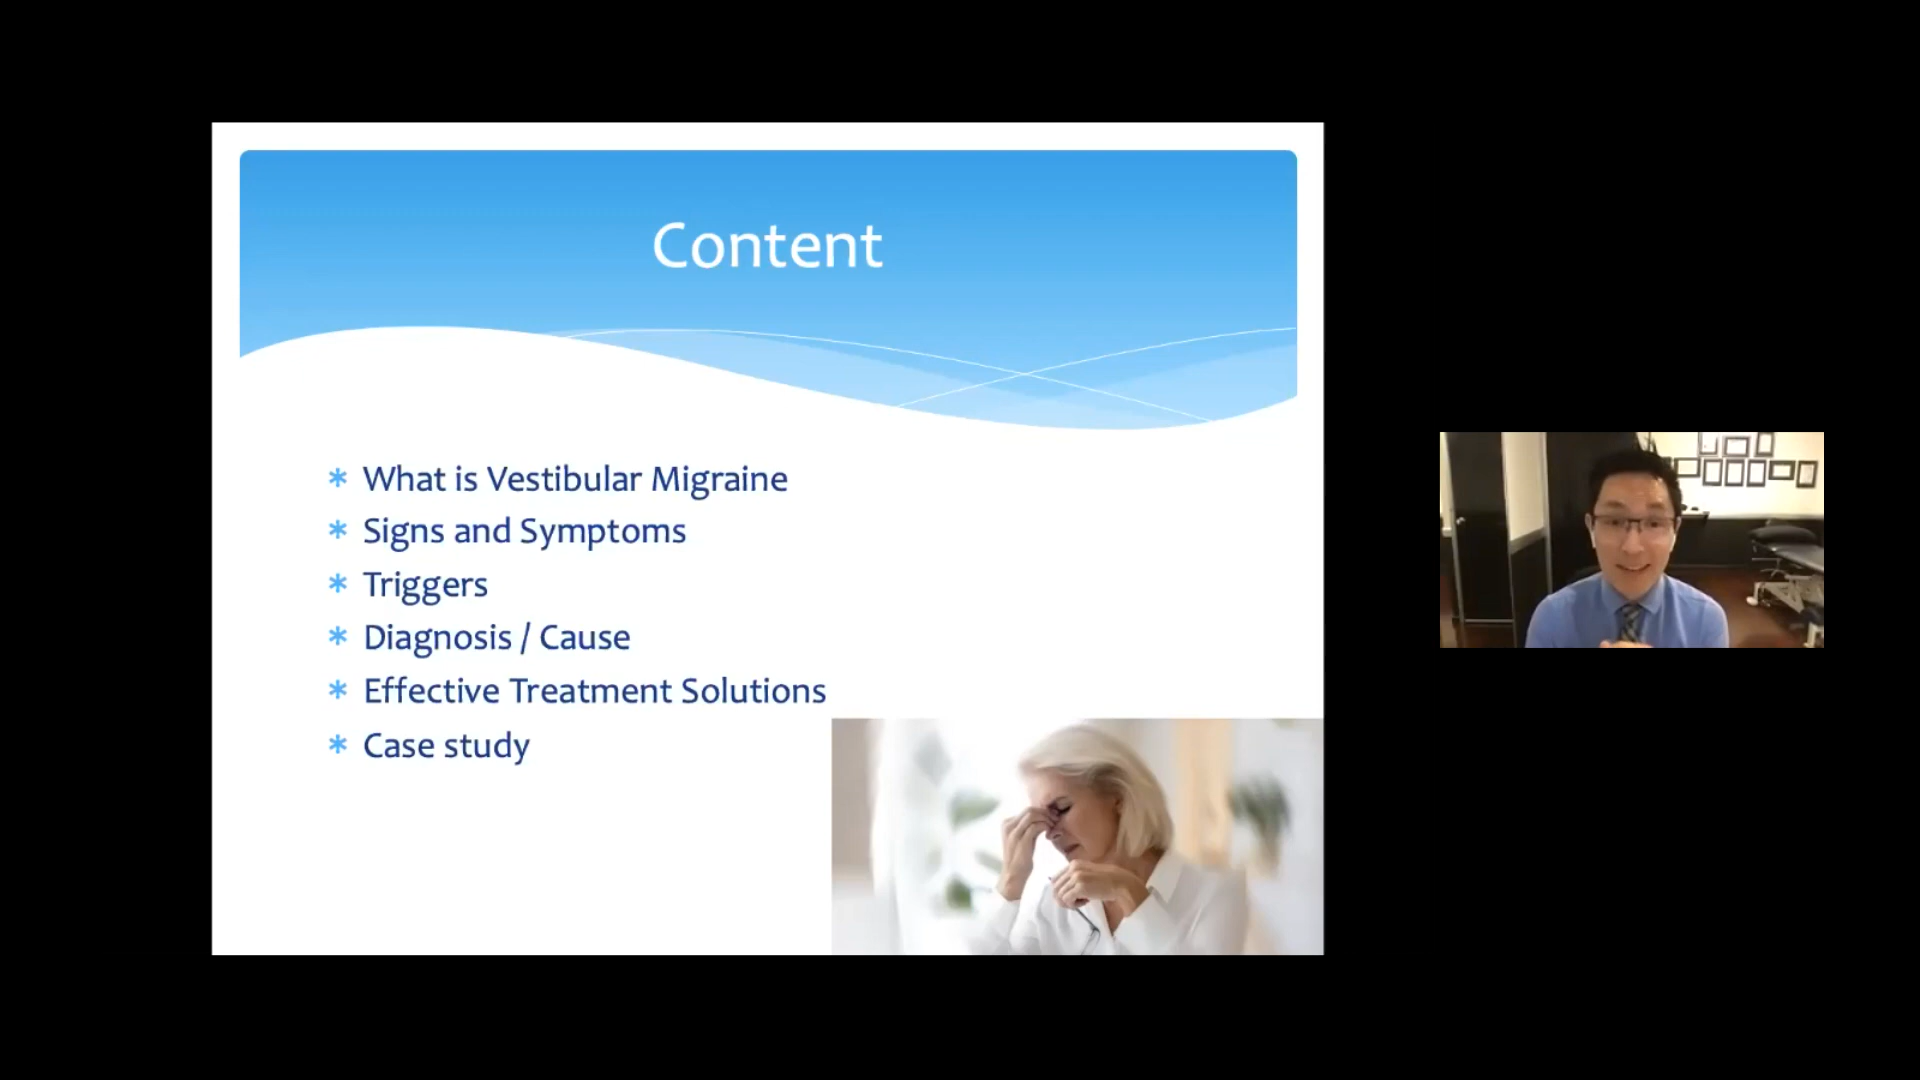 Content
* What is Vestibular Migraine
* Signs and Symptoms
* Triggers
* Diagnosis / Cause
* Effective Treatment Solutions
* Case study